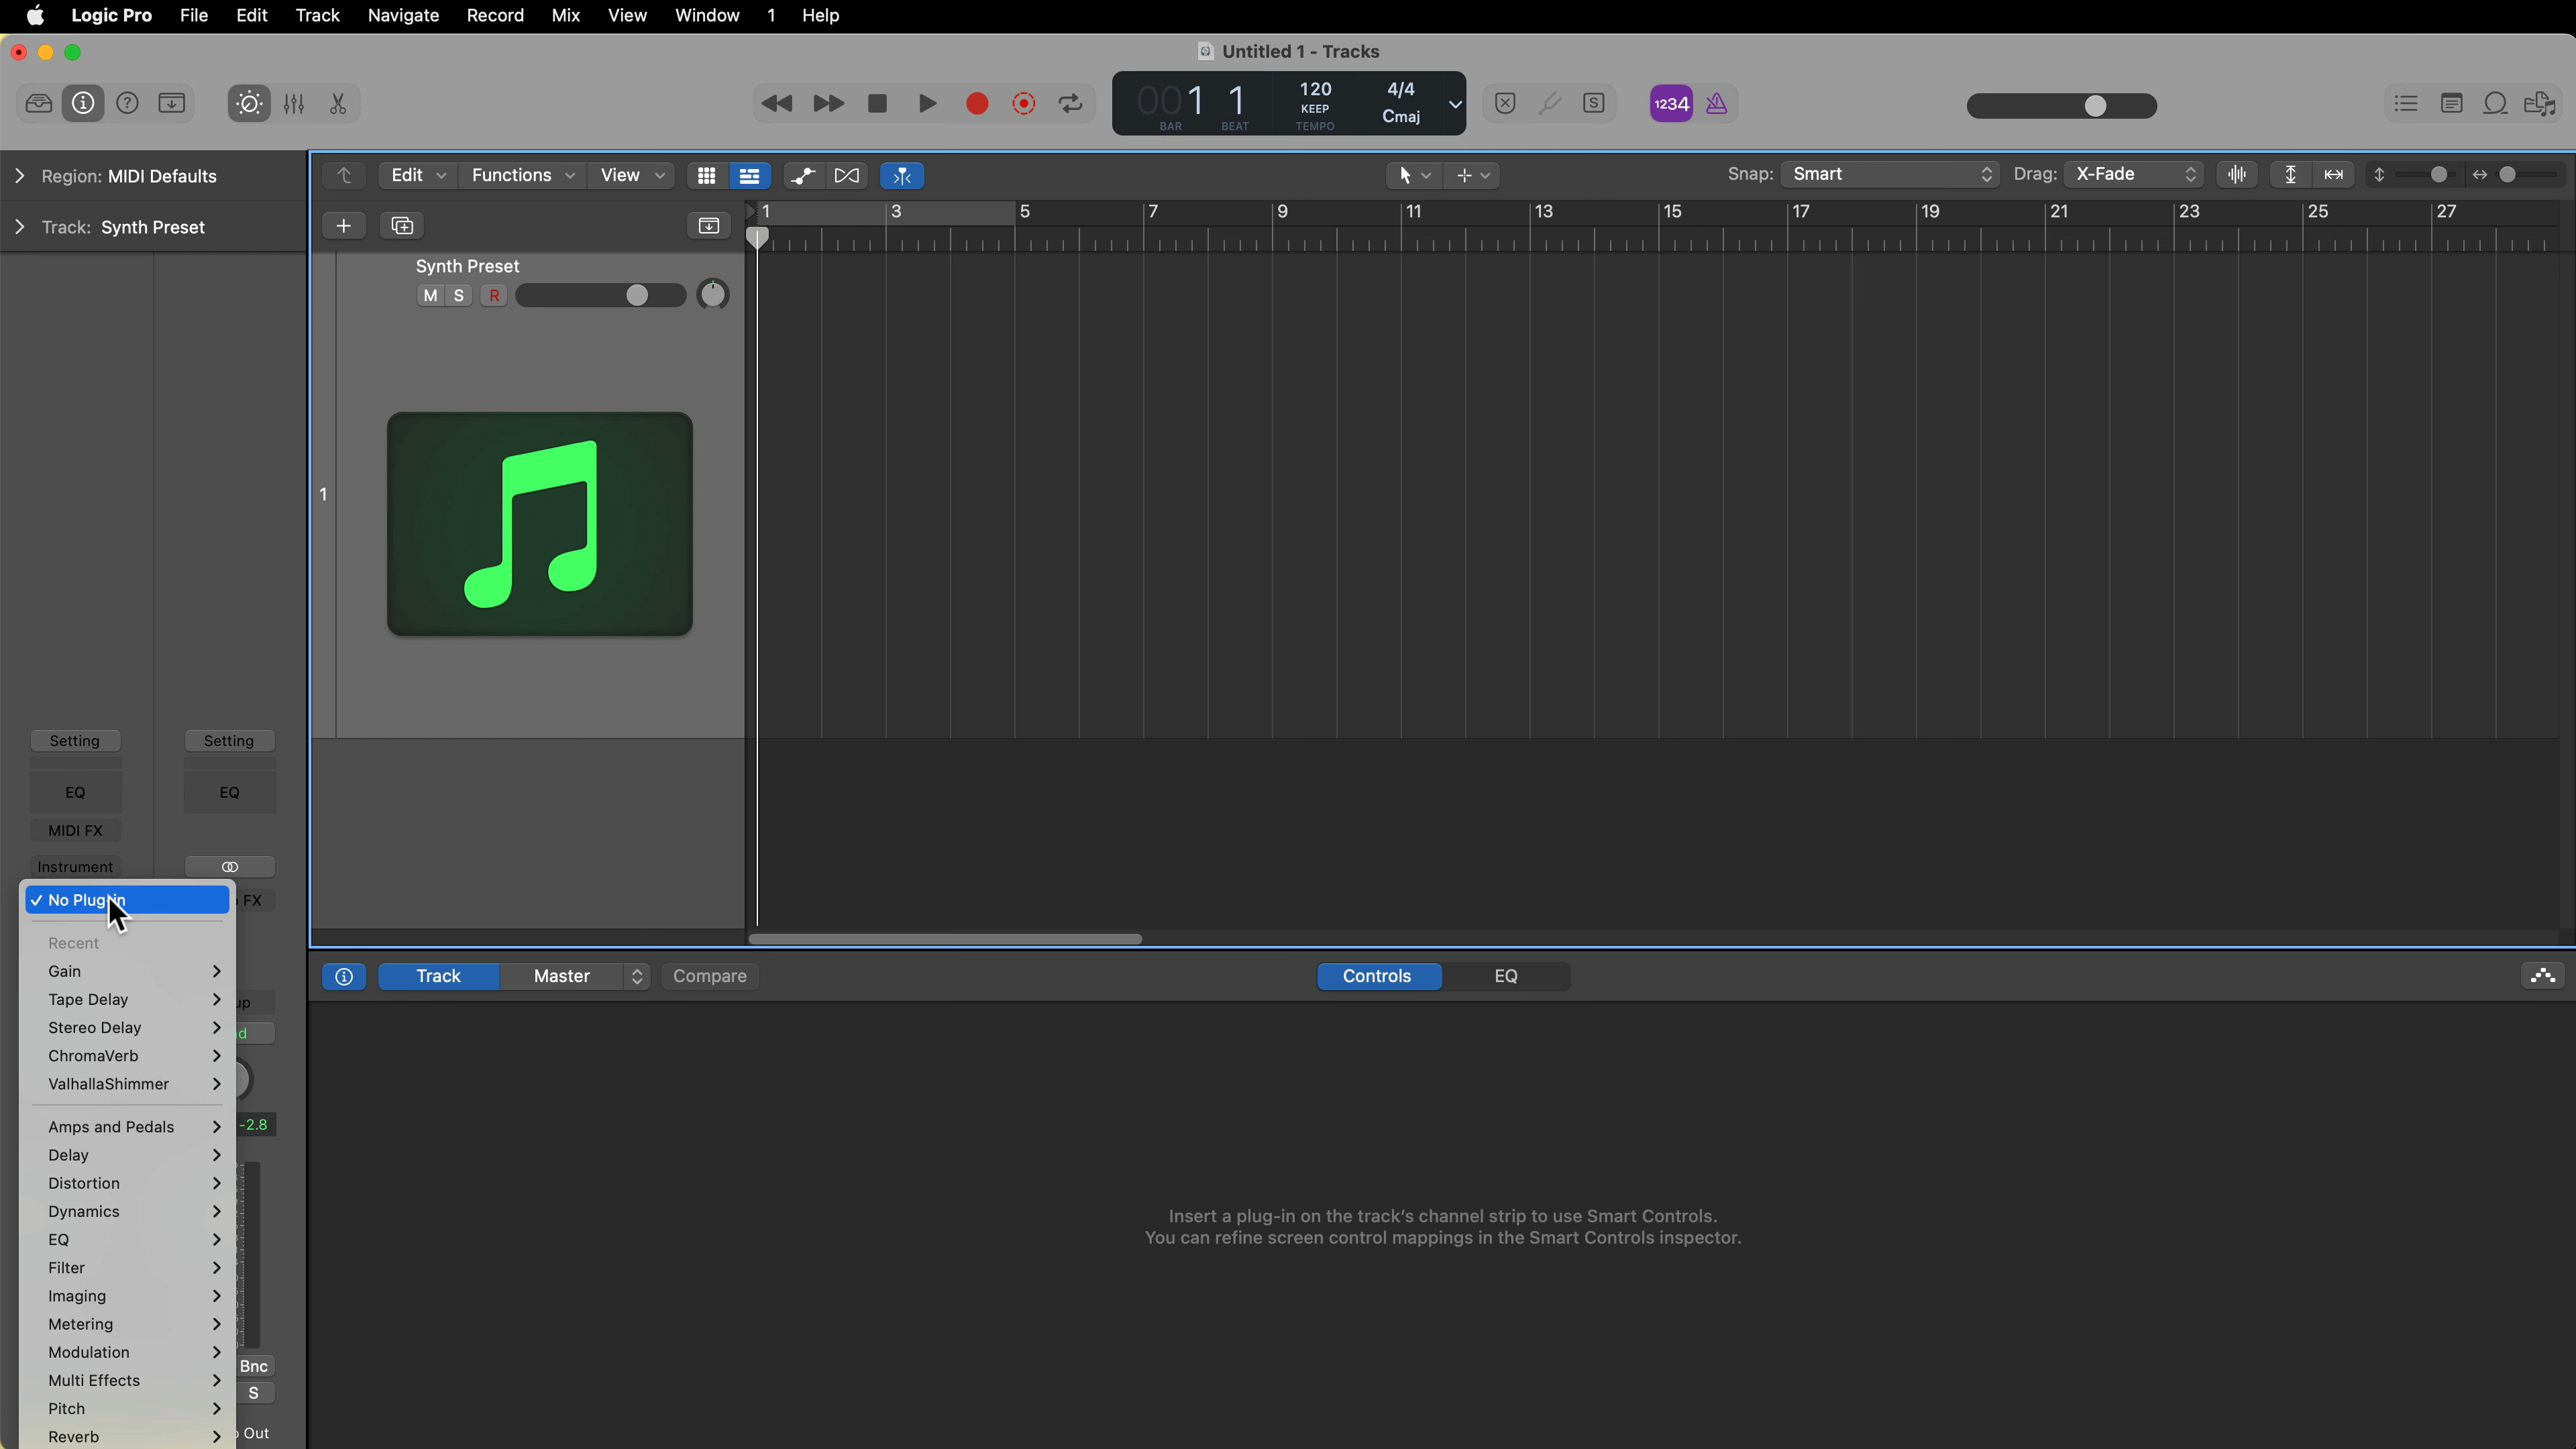 Logic Pro File Edit Track Navigate Record Mix View Window 1 Help
Untitled 1 - Tracks
001 1 120 4/4
KEEP Cmaj
BAR BEAT TEMPO
S
1234
Region: MIDI Defaults
Track: Synth Preset
Edit Functions View
Snap: Smart Drag: X-Fade
1 3 5 7 9 11 13 15 17 19 21 23 25 27
Synth Preset
M S R
1
Setting Setting
EQ EQ
MIDI FX
Instrument
✓ No Plug-in
FX
Recent
Gain
Tape Delay
Stereo Delay
ChromaVerb
ValhallaShimmer
Amps and Pedals
-2.8
Delay
Distortion
Dynamics
EQ
Filter
Imaging
Metering
Modulation
Bnc
Multi Effects
S
Pitch
Reverb
Out
Track Master Compare
Controls EQ
Insert a plug-in on the track's channel strip to use Smart Controls.
You can refine screen control mappings in the Smart Controls inspector.